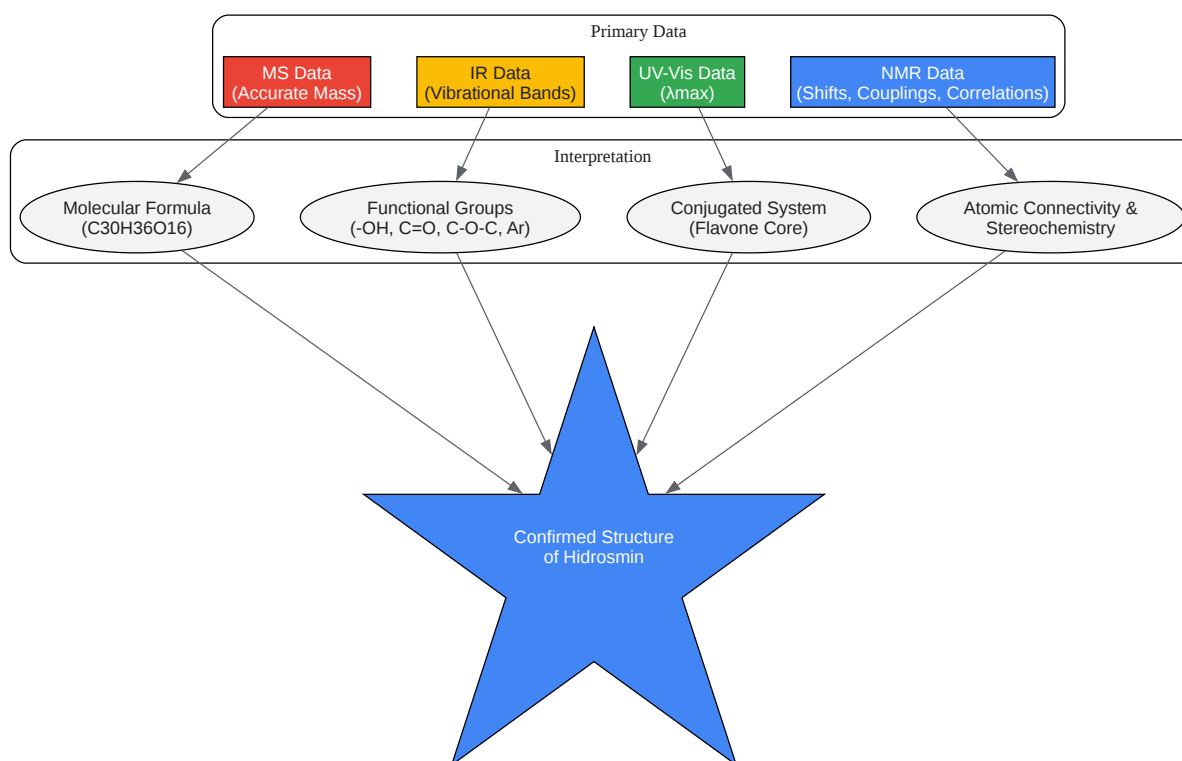 Primary Data
MS Data
(Accurate Mass)
IR Data
(Vibrational Bands)
UV-Vis Data
(λmax)
NMR Data
(Shifts, Couplings, Correlations)
Interpretation
Molecular Formula
(C30H36O16)
Functional Groups
(-OH, C=O, C-O-C, Ar)
Conjugated System
(Flavone Core)
Atomic Connectivity &
Stereochemistry
Confirmed Structure
of Hidrosmin